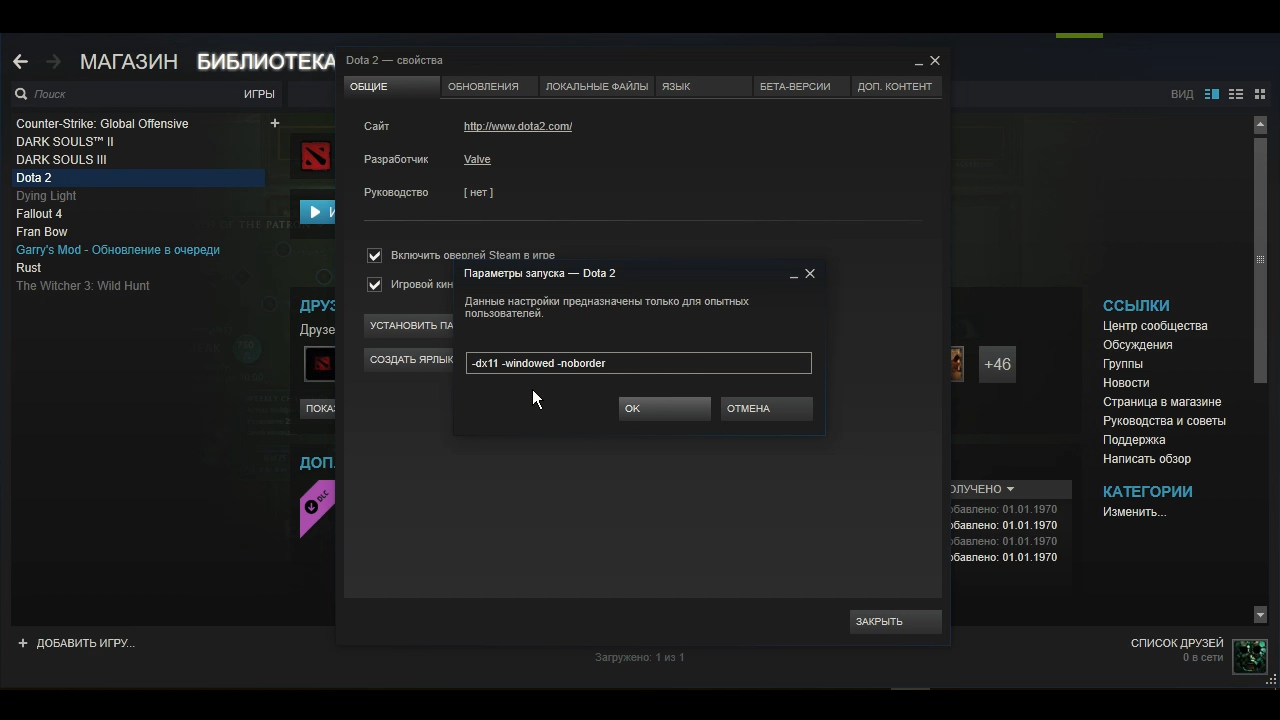 МАГАЗИН БИБЛИОТЕКА
Поиск
ИГРЫ
ВИД
Counter-Strike: Global Offensive
DARK SOULS™ II
DARK SOULS III
Dota 2
Dying Light
Fallout 4
Fran Bow
Garry's Mod - Обновление в очереди
Rust
The Witcher 3: Wild Hunt
+ ДОБАВИТЬ ИГРУ...
Dota 2 — свойства
ОБЩИЕ
ОБНОВЛЕНИЯ
ЛОКАЛЬНЫЕ ФАЙЛЫ
ЯЗЫК
БЕТА-ВЕРСИИ
ДОП. КОНТЕНТ
Сайт
http://www.dota2.com/
Разработчик
Valve
Руководство
[ нет ]
Включить оверлей Steam в игре
Игровой кин
УСТАНОВИТЬ ПА
СОЗДАТЬ ЯРЛЫК
Параметры запуска — Dota 2
Данные настройки предназначены только для опытных
пользователей.
-dx11 -windowed -noborder
OK
ОТМЕНА
ЗАКРЫТЬ
ДРУЗ
Друзе
ПОКАЗ
ДОП.
DLC
+46
ОЛУЧЕНО
обавлено: 01.01.1970
обавлено: 01.01.1970
обавлено: 01.01.1970
обавлено: 01.01.1970
ССЫЛКИ
Центр сообщества
Обсуждения
Группы
Новости
Страница в магазине
Руководства и советы
Поддержка
Написать обзор
КАТЕГОРИИ
Изменить...
Загружено: 1 из 1
СПИСОК ДРУЗЕЙ
0 в сети